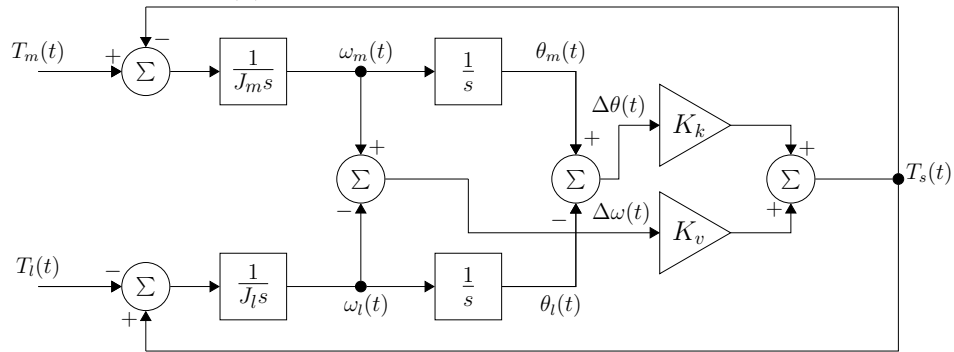 T_m(t) + − Σ 1/(J_m s) ω_m(t) 1/s θ_m(t)
Δθ(t) K_k
+ + +
Σ Σ Σ T_s(t)
− − Δω(t) K_v +
T_l(t) − + Σ 1/(J_l s) ω_l(t) 1/s θ_l(t)